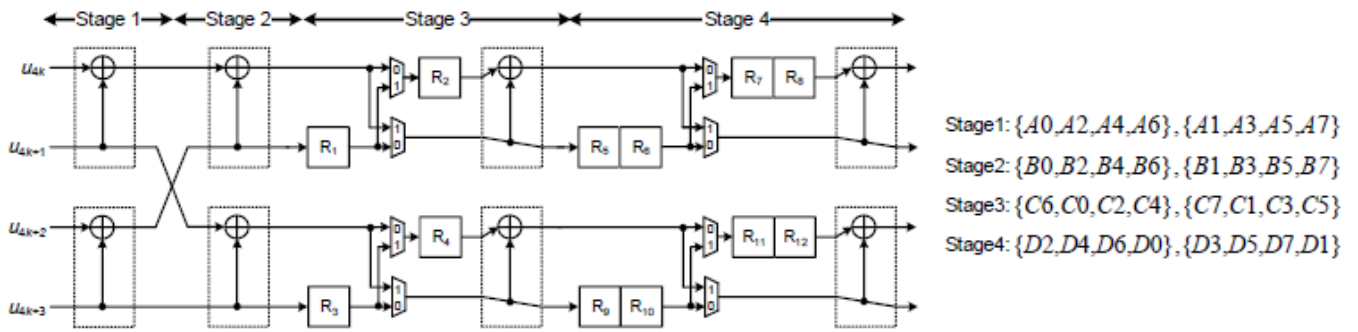 Stage 1 Stage 2 Stage 3 Stage 4
u4k 0 1 R2 0 1 R7 R8
u4k+1 R1 1 0 R5 R6 1 0
u4k+2 0 1 R4 0 1 R11 R12
u4k+3 R3 1 0 R9 R10 1 0
Stage1: {A0,A2,A4,A6},{A1,A3,A5,A7}
Stage2: {B0,B2,B4,B6},{B1,B3,B5,B7}
Stage3: {C6,C0,C2,C4},{C7,C1,C3,C5}
Stage4: {D2,D4,D6,D0},{D3,D5,D7,D1}